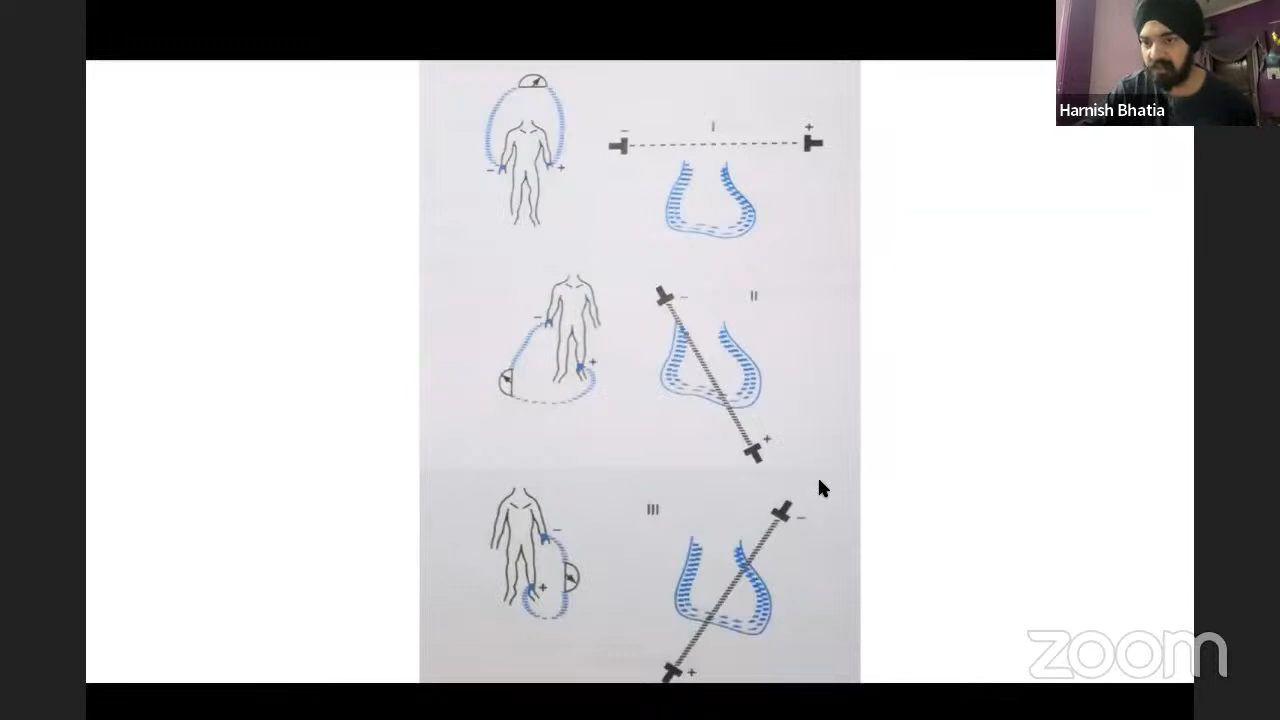 Harnish Bhatia
- I +
- +
- II
+
III
-
- +
+
zoom